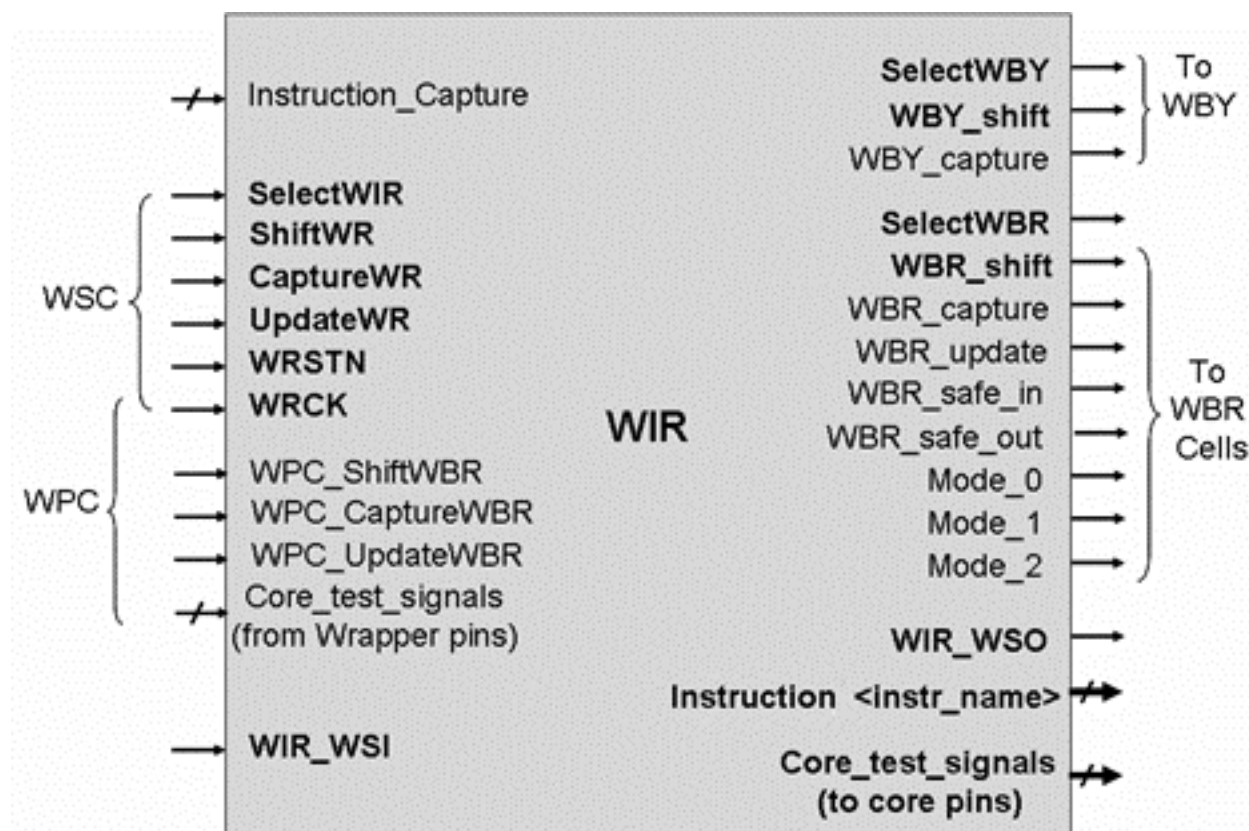 Instruction_Capture
WSC
SelectWIR
ShiftWR
CaptureWR
UpdateWR
WRSTN
WRCK
WPC
WPC_ShiftWBR
WPC_CaptureWBR
WPC_UpdateWBR
Core_test_signals
(from Wrapper pins)
WIR_WSI
WIR
SelectWBY
WBY_shift
WBY_capture
To
WBY
SelectWBR
WBR_shift
WBR_capture
WBR_update
WBR_safe_in
WBR_safe_out
Mode_0
Mode_1
Mode_2
To
WBR
Cells
WIR_WSO
Instruction <instr_name>
Core_test_signals
(to core pins)